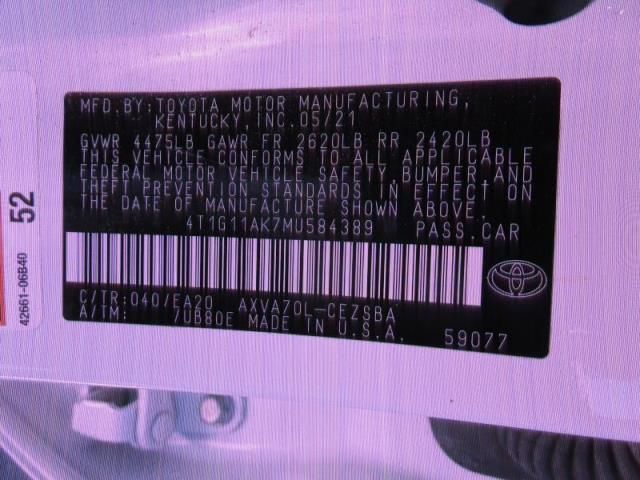 MFD. BY: TOYOTA MOTOR MANUFACTURING,
KENTUCKY, INC. 05/21
GVWR 4475LB GAWR FR 2620LB RR 2420LB
THIS VEHICLE CONFORMS TO ALL APPLICABLE
FEDERAL MOTOR VEHICLE SAFETY, BUMPER AND
THEFT PREVENTION STANDARDS IN EFFECT ON
THE DATE OF MANUFACTURE SHOWN ABOVE.
4T1G11AK7MU584389 PASS.CAR
C/TR: 040/EA20 AXVA70L-CEZSBA
A/TM: /UB80E MADE IN U.S.A. 59077
42661-06B40 52